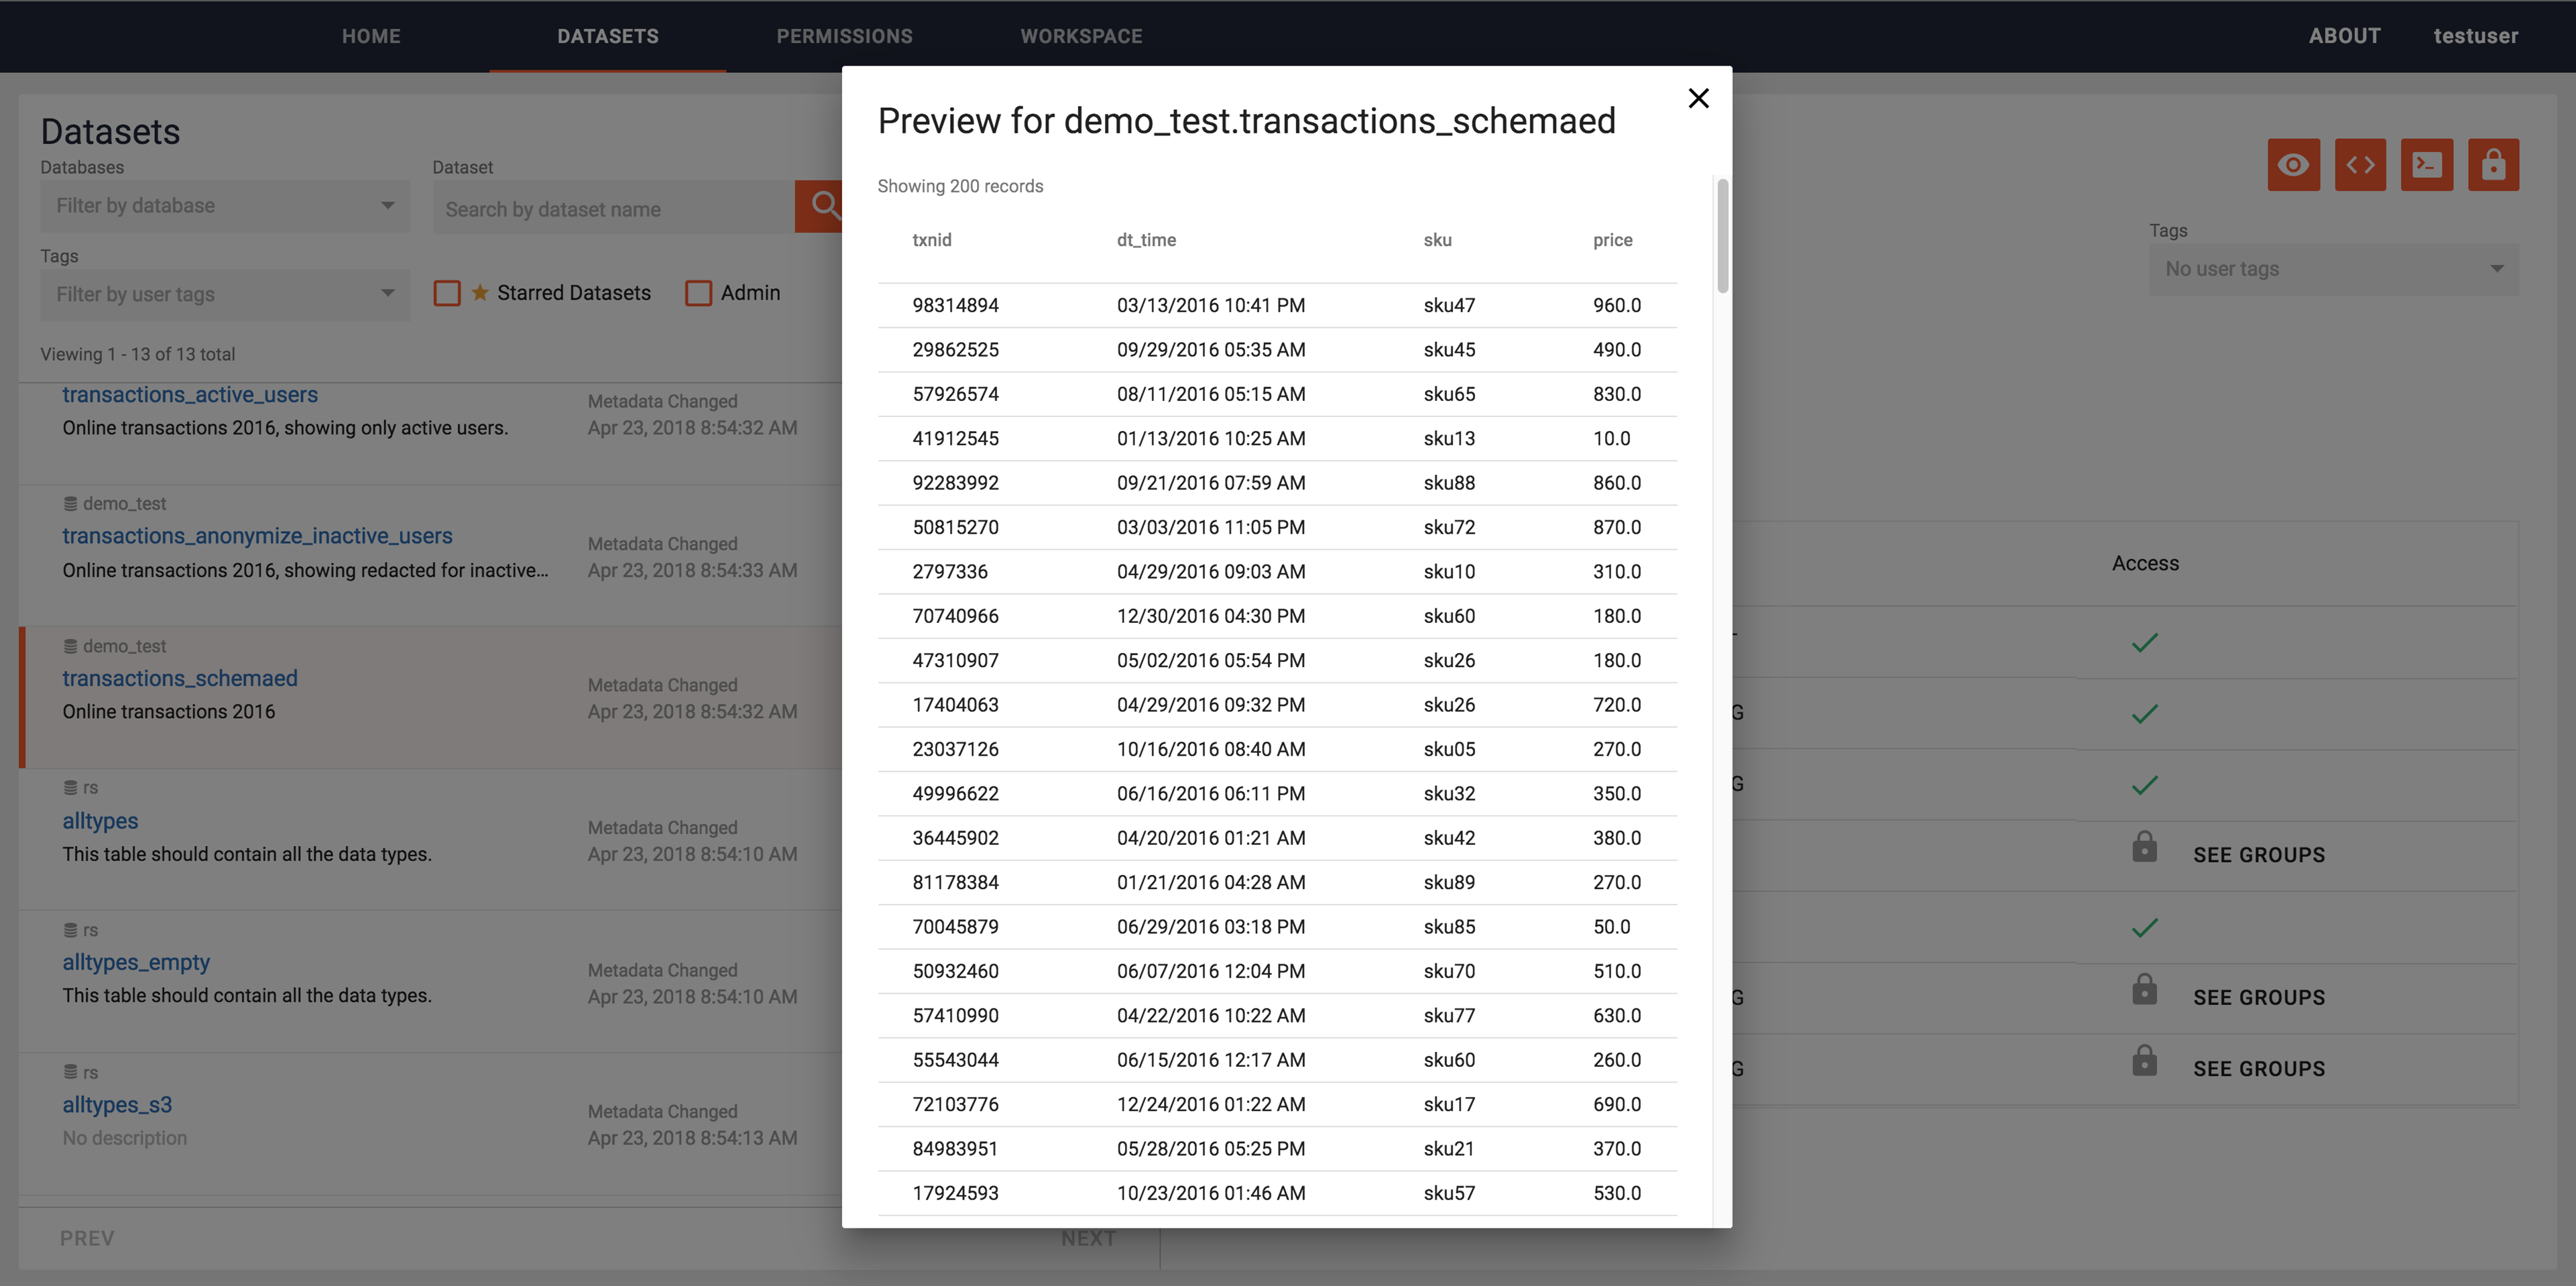 HOME DATASETS PERMISSIONS WORKSPACE ABOUT testuser
Datasets
Databases Dataset
Filter by database Search by dataset name
Tags
Filter by user tags Starred Datasets Admin
Viewing 1 - 13 of 13 total
transactions_active_users Metadata Changed
Online transactions 2016, showing only active users. Apr 23, 2018 8:54:32 AM
demo_test
transactions_anonymize_inactive_users Metadata Changed
Online transactions 2016, showing redacted for inactive... Apr 23, 2018 8:54:33 AM
demo_test
transactions_schemaed Metadata Changed
Online transactions 2016 Apr 23, 2018 8:54:32 AM
rs
alltypes Metadata Changed
This table should contain all the data types. Apr 23, 2018 8:54:10 AM
rs
alltypes_empty Metadata Changed
This table should contain all the data types. Apr 23, 2018 8:54:10 AM
rs
alltypes_s3 Metadata Changed
No description Apr 23, 2018 8:54:13 AM
PREV NEXT
Preview for demo_test.transactions_schemaed
Showing 200 records
txnid dt_time sku price
98314894 03/13/2016 10:41 PM sku47 960.0
29862525 09/29/2016 05:35 AM sku45 490.0
57926574 08/11/2016 05:15 AM sku65 830.0
41912545 01/13/2016 10:25 AM sku13 10.0
92283992 09/21/2016 07:59 AM sku88 860.0
50815270 03/03/2016 11:05 PM sku72 870.0
2797336 04/29/2016 09:03 AM sku10 310.0
70740966 12/30/2016 04:30 PM sku60 180.0
47310907 05/02/2016 05:54 PM sku26 180.0
17404063 04/29/2016 09:32 PM sku26 720.0
23037126 10/16/2016 08:40 AM sku05 270.0
49996622 06/16/2016 06:11 PM sku32 350.0
36445902 04/20/2016 01:21 AM sku42 380.0
81178384 01/21/2016 04:28 AM sku89 270.0
70045879 06/29/2016 03:18 PM sku85 50.0
50932460 06/07/2016 12:04 PM sku70 510.0
57410990 04/22/2016 10:22 AM sku77 630.0
55543044 06/15/2016 12:17 AM sku60 260.0
72103776 12/24/2016 01:22 AM sku17 690.0
84983951 05/28/2016 05:25 PM sku21 370.0
17924593 10/23/2016 01:46 AM sku57 530.0
Tags
No user tags
Access
G
G
SEE GROUPS
G SEE GROUPS
G SEE GROUPS